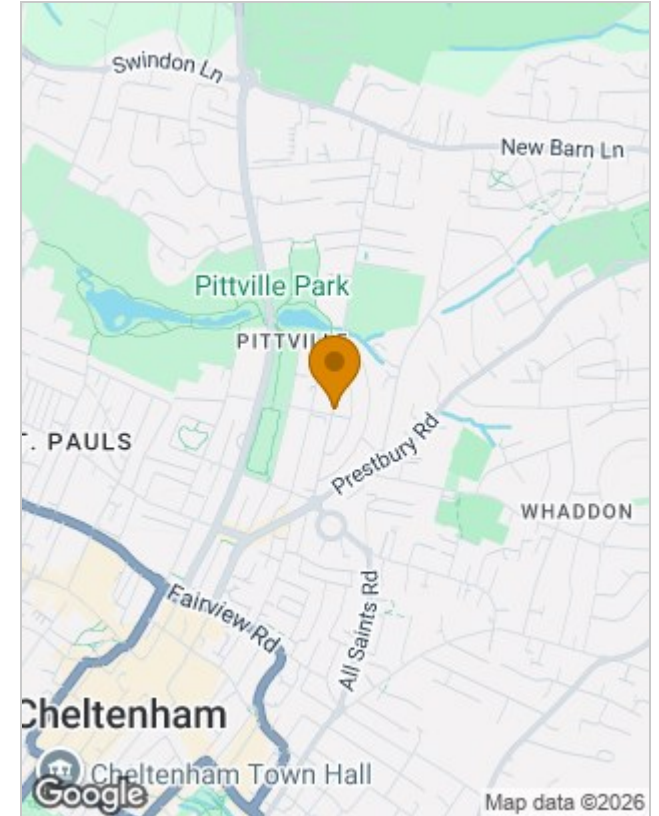 Swindon Ln
New Barn Ln
Pittville Park
PITTVILLE
T. PAULS
Prestbury Rd
WHADDON
Fairview Rd
All Saints Rd
Cheltenham
Cheltenham Town Hall
Google
Map data ©2026